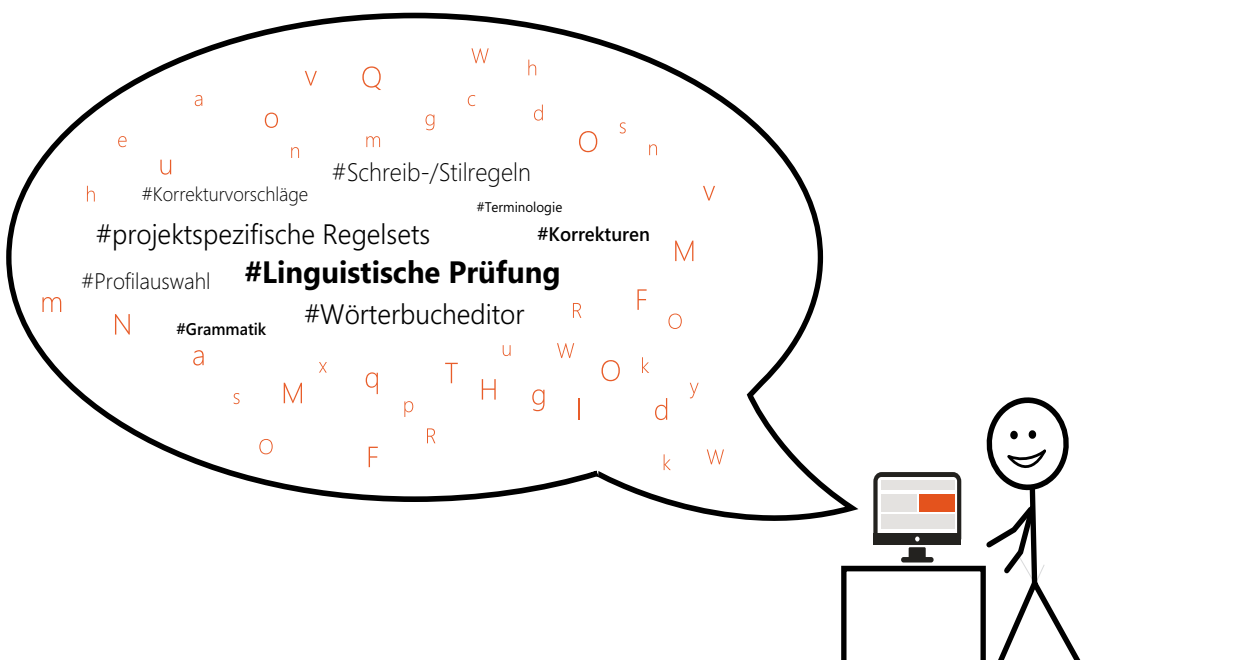 W h
v Q
a c
o g d
e m O s
n n
u #Schreib-/Stilregeln
h #Korrekturvorschläge v
#Terminologie
#projektspezifische Regelsets #Korrekturen
M
#Profilauswahl #Linguistische Prüfung
m F
#Wörterbucheditor R
N #Grammatik O
a u W
x q T O k
s M H g y
p I d
R
O F k W